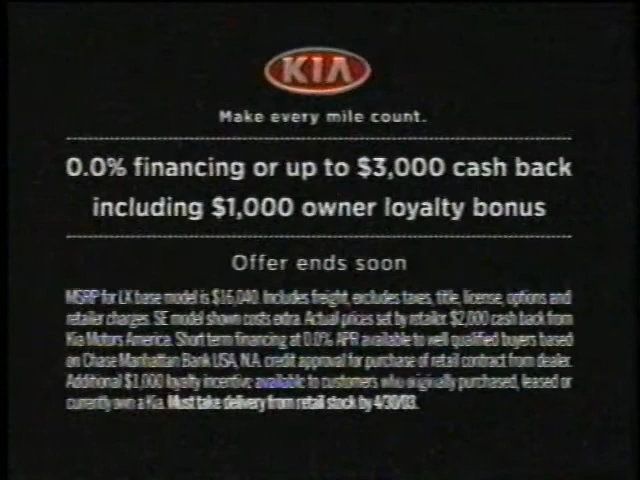 KIA
Make every mile count.
0.0% financing or up to $3,000 cash back
including $1,000 owner loyalty bonus
Offer ends soon
MSRP for LX base model is $16,040. Includes freight, excludes taxes, title, license, options and
retailer charges. SE model shown costs extra. Actual prices set by retailer. $2,000 cash back from
Kia Motors America. Short term financing at 0.0% APR available to well qualified buyers based
on Chase Manhattan Bank USA, N.A. credit approval for purchase of retail contract from dealer.
Additional $1,000 loyalty incentive available to customers who originally purchased, leased or
currently own a Kia. Must take delivery from retail stock by 4/30/03.